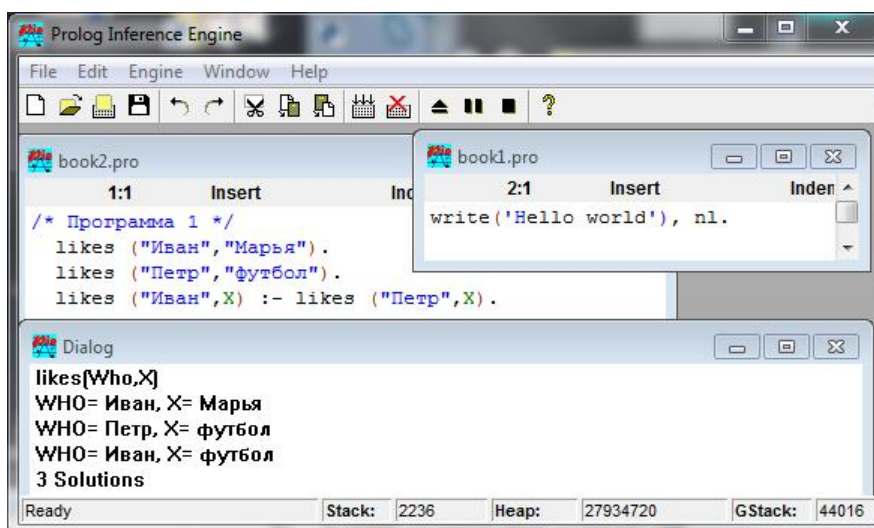 Prolog Inference Engine
File Edit Engine Window Help
book2.pro
1:1 Insert
/* Программа 1 */
likes ("Иван","Марья").
likes ("Петр","футбол").
likes ("Иван",X) :- likes ("Петр",X).
book1.pro
2:1 Insert Inden
write('Hello world'), nl.
Dialog
likes(Who,X)
WHO= Иван, X= Марья
WHO= Петр, X= футбол
WHO= Иван, X= футбол
3 Solutions
Ready Stack: 2236 Heap: 27934720 GStack: 44016